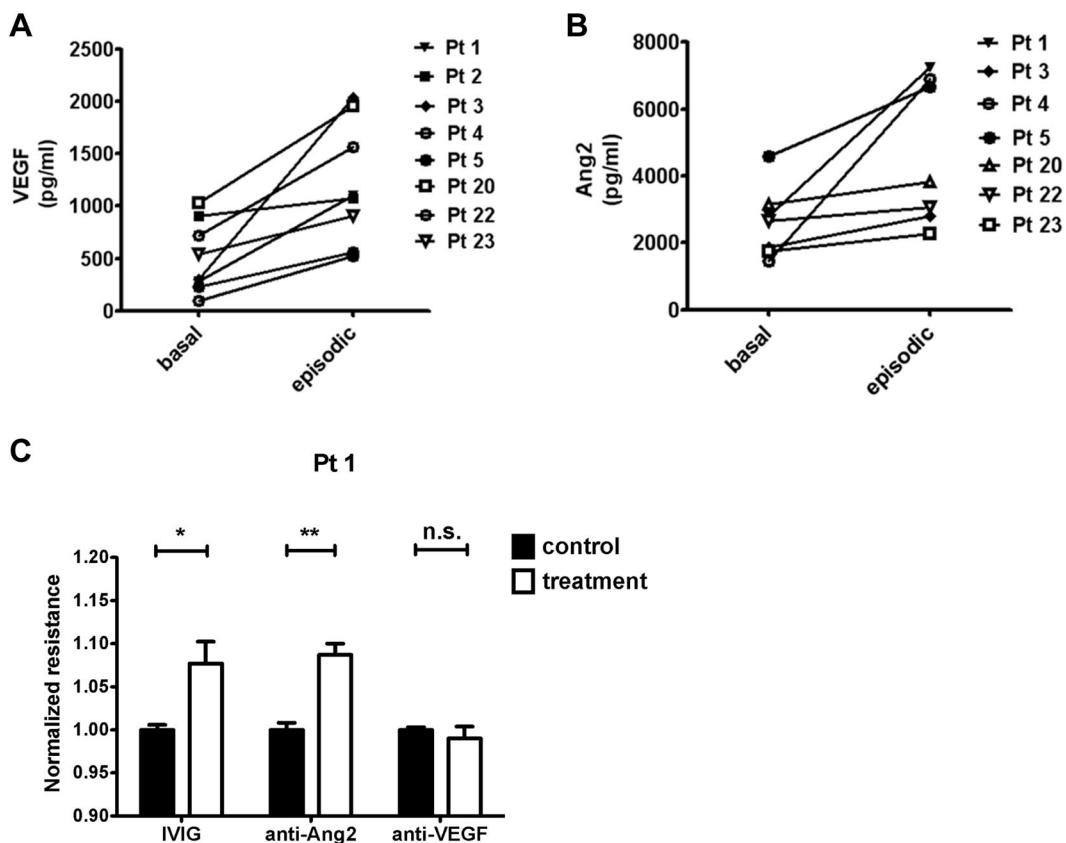 A
VEGF
(pg/ml)
2500
2000
1500
1000
500
0
basal
episodic
Pt 1
Pt 2
Pt 3
Pt 4
Pt 5
Pt 20
Pt 22
Pt 23
B
Ang2
(pg/ml)
8000
6000
4000
2000
0
basal
episodic
Pt 1
Pt 3
Pt 4
Pt 5
Pt 20
Pt 22
Pt 23
C
Pt 1
Normalized resistance
1.20
1.15
1.10
1.05
1.00
0.95
0.90
*
**
n.s.
control
treatment
IVIG
anti-Ang2
anti-VEGF